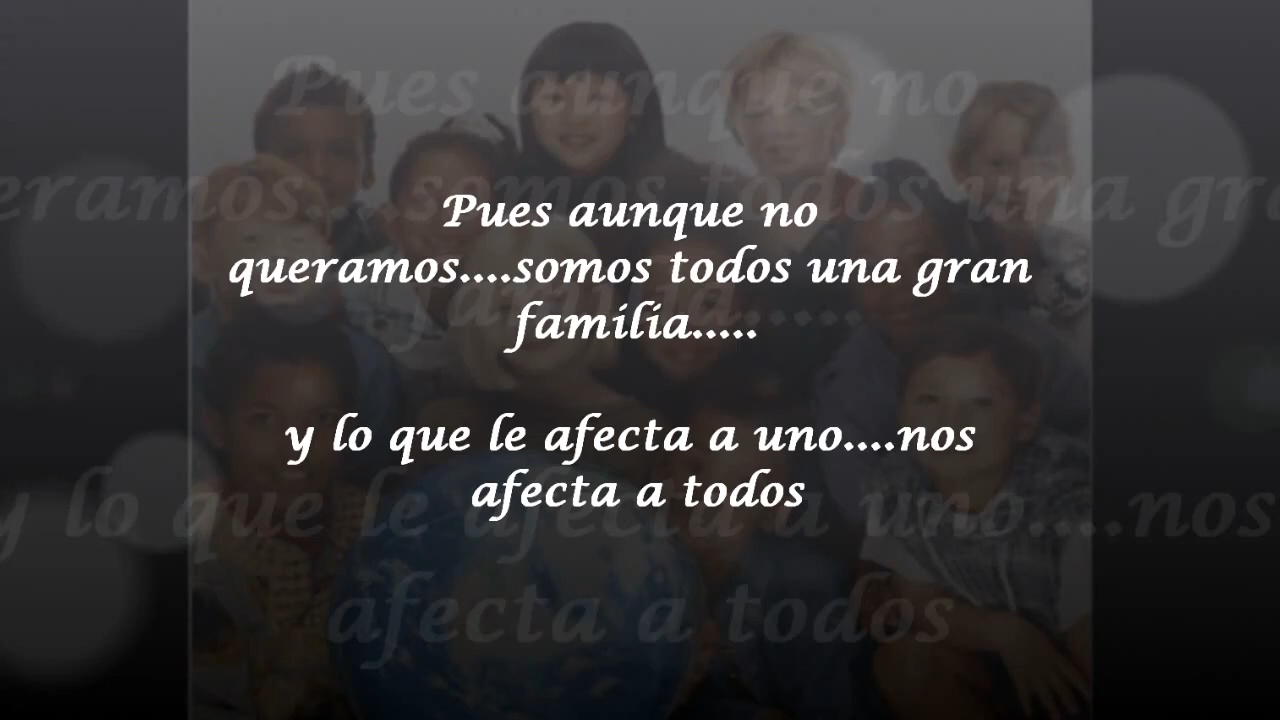 Pues aunque no
queramos....somos todos una gran
familia.....
y lo que le afecta a uno....nos
afecta a todos